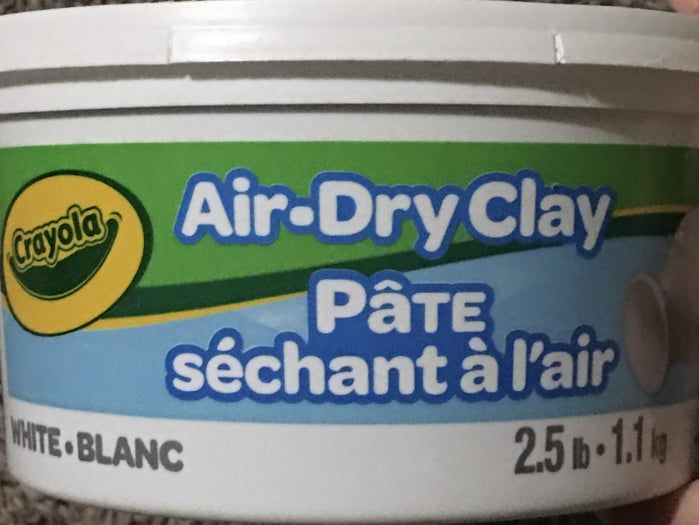 Crayola
Air-Dry Clay
PÂTE
séchant à l'air
WHITE • BLANC
2.5 lb • 1.1 kg